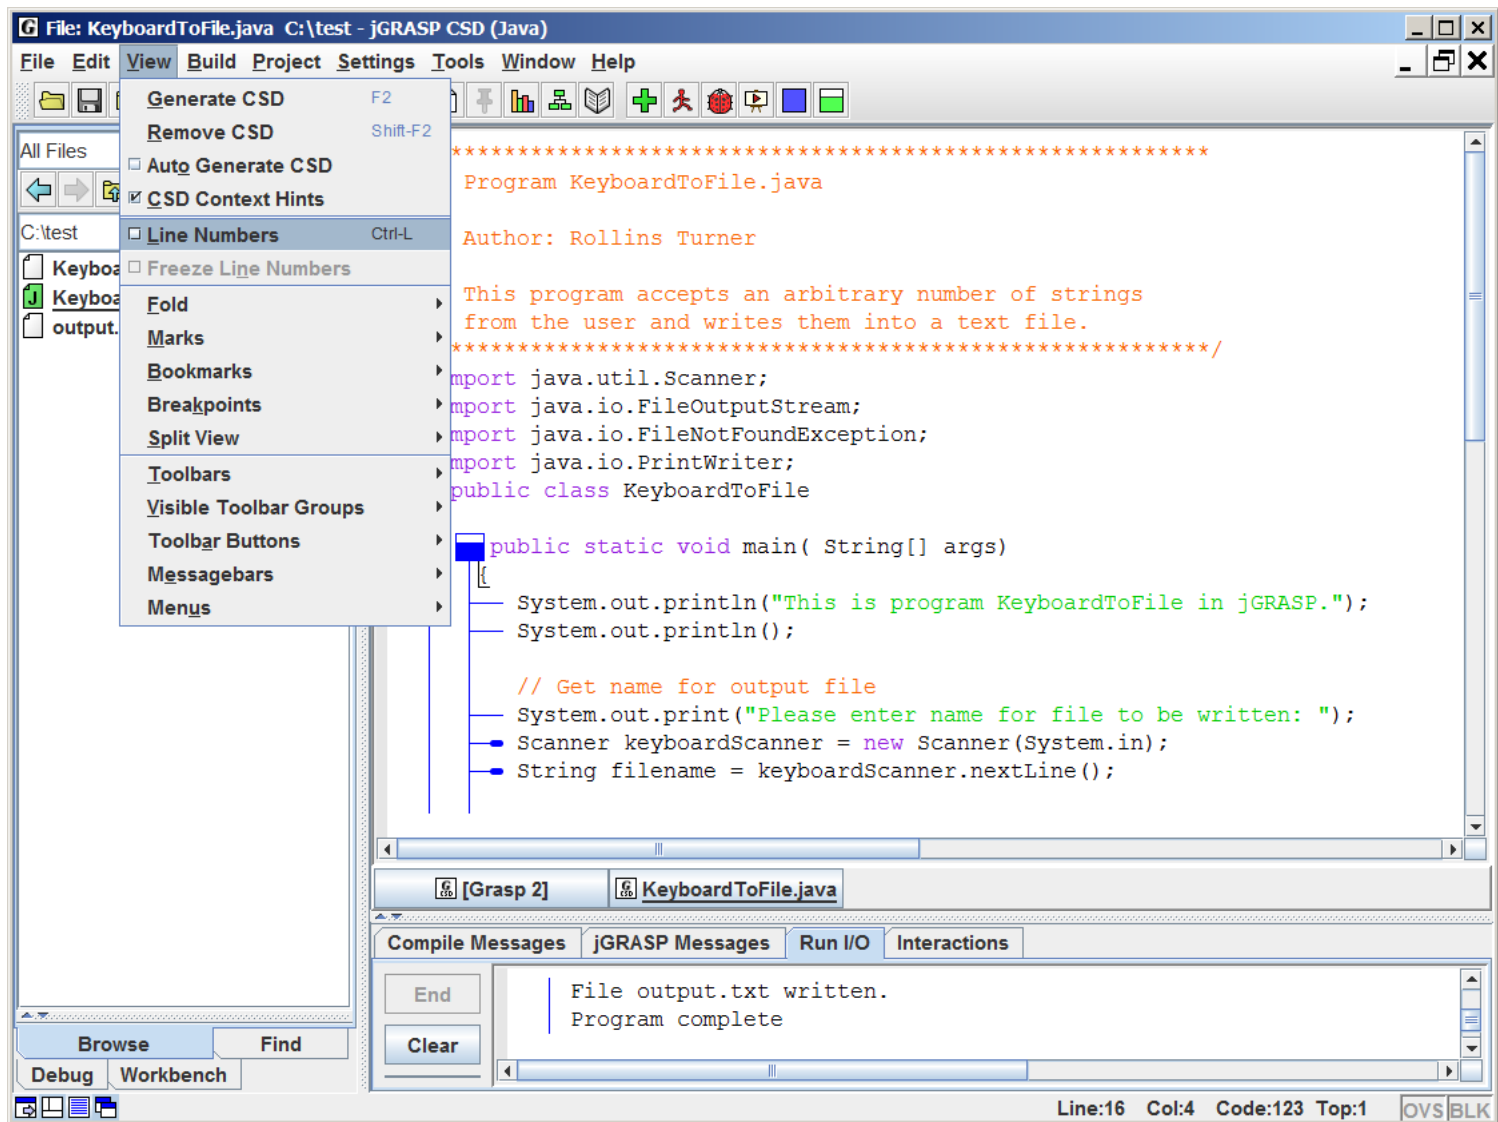 File: KeyboardToFile.java  C:\test - jGRASP CSD (Java)
File Edit View Build Project Settings Tools Window Help
Generate CSD F2
Remove CSD Shift-F2
Auto Generate CSD
CSD Context Hints
Line Numbers Ctrl-L
Freeze Line Numbers
Fold
Marks
Bookmarks
Breakpoints
Split View
Toolbars
Visible Toolbar Groups
Toolbar Buttons
Messagebars
Menus
All Files
C:\test
Keyboa
Keyboa
output.
*********************************************************
Program KeyboardToFile.java
Author: Rollins Turner
This program accepts an arbitrary number of strings
from the user and writes them into a text file.
*********************************************************/
mport java.util.Scanner;
mport java.io.FileOutputStream;
mport java.io.FileNotFoundException;
mport java.io.PrintWriter;
public class KeyboardToFile
public static void main( String[] args)
{
System.out.println("This is program KeyboardToFile in jGRASP.");
System.out.println();
// Get name for output file
System.out.print("Please enter name for file to be written: ");
Scanner keyboardScanner = new Scanner(System.in);
String filename = keyboardScanner.nextLine();
[Grasp 2] KeyboardToFile.java
Compile Messages jGRASP Messages Run I/O Interactions
End
Clear
File output.txt written.
Program complete
Browse Find
Debug Workbench
Line:16 Col:4 Code:123 Top:1 OVS BLK